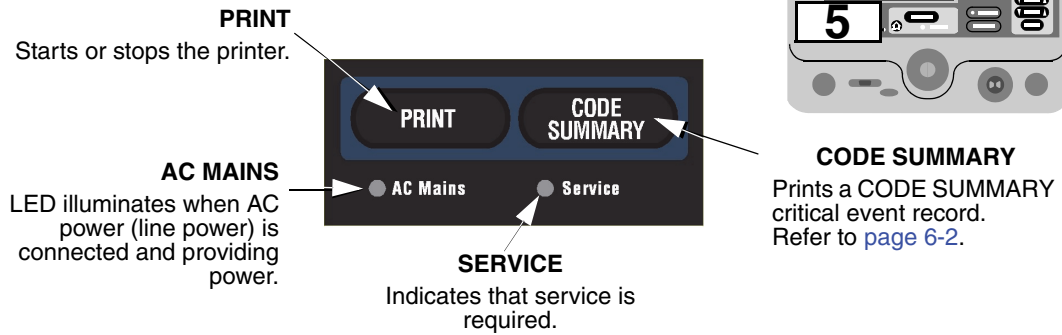 PRINT
Starts or stops the printer.
5
PRINT
CODE
SUMMARY
AC Mains
Service
AC MAINS
LED illuminates when AC
power (line power) is
connected and providing
power.
SERVICE
Indicates that service is
required.
CODE SUMMARY
Prints a CODE SUMMARY
critical event record.
Refer to page 6-2.